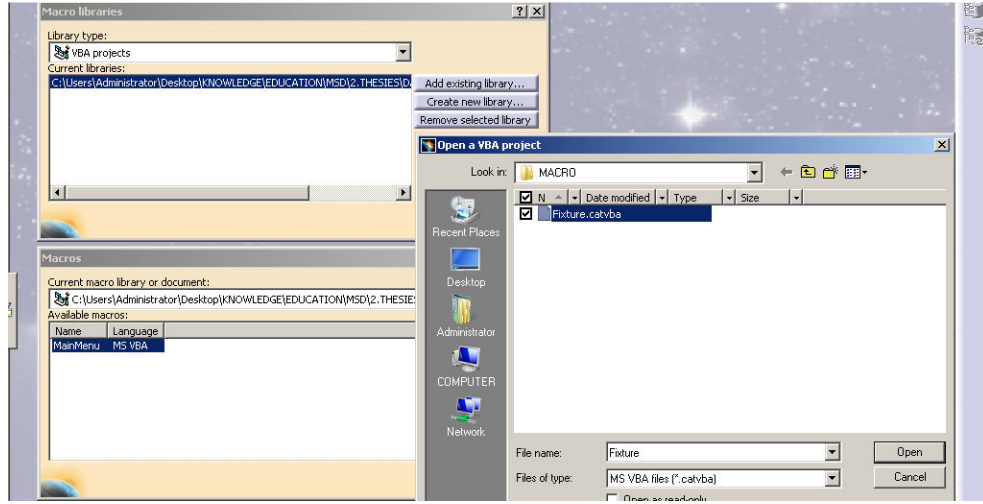 Macro libraries
Library type:
VBA projects
Current libraries:
C:\Users\Administrator\Desktop\KNOWLEDGE\EDUCATION\MSD\2.THESIES\D
Add existing library...
Create new library...
Remove selected library
Macros
Current macro library or document:
C:\Users\Administrator\Desktop\KNOWLEDGE\EDUCATION\MSD\2.THESIE
Available macros:
Name Language
MainMenu MS VBA
Open a VBA project
Look in: MACRO
N Date modified Type Size
Fixture.catvba
Recent Places
Desktop
Administrator
COMPUTER
Network
File name: Fixture Open
Files of type: MS VBA files (*.catvba) Cancel
Open as read-only